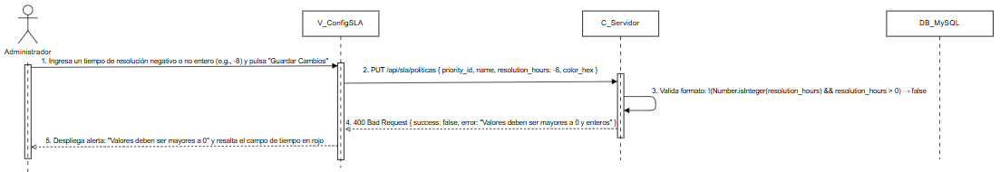 V_ConfigSLA
C_Servidor
DB_MySQL
Administrador
1. Ingresa un tiempo de resolución negativo o no entero (e.g., -8) y pulsa "Guardar Cambios"
2. PUT /api/sla/politicas { priority_id, name, resolution_hours: -8, color_hex }
3. Valida formato: !(Number.isInteger(resolution_hours) && resolution_hours > 0) → false
4. 400 Bad Request { success: false, error: "Valores deben ser mayores a 0 y enteros" }
5. Despliega alerta: "Valores deben ser mayores a 0" y resalta el campo de tiempo en rojo